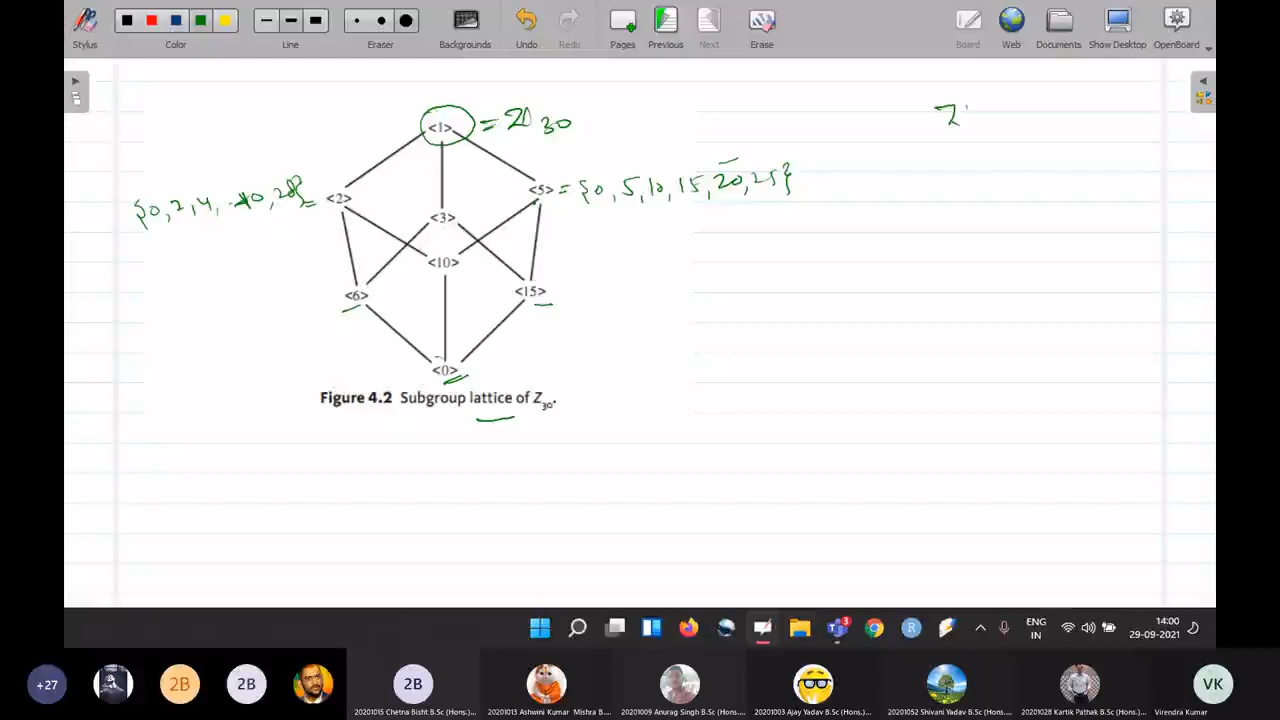 Stylus
Color
Line
Eraser
Backgrounds
Undo
Redo
Pages
Previous
Next
Erase
Board
Web
Documents
Show Desktop
OpenBoard
<1> = Z30
Z
{0, 2, 4, = <2>
<5> = {0, 5, 10, 15, 20, 25}
<3>
<10>
<6>
<15>
<0>
Figure 4.2 Subgroup lattice of Z30.
ENG
IN
14:00
29-09-2021
3
+27
2B
2B
2B
VK
20201015 Chetna Bisht B.Sc (Hons.)...
20201013 Ashwini Kumar Mishra B....
20201009 Anurag Singh B.Sc (Hons.)...
20201003 Ajay Yadav B.Sc (Hons.)...
20201052 Shivani Yadav B.Sc (Hons.)...
20201028 Kartik Pathak B.Sc (Hons.)...
Virendra Kumar